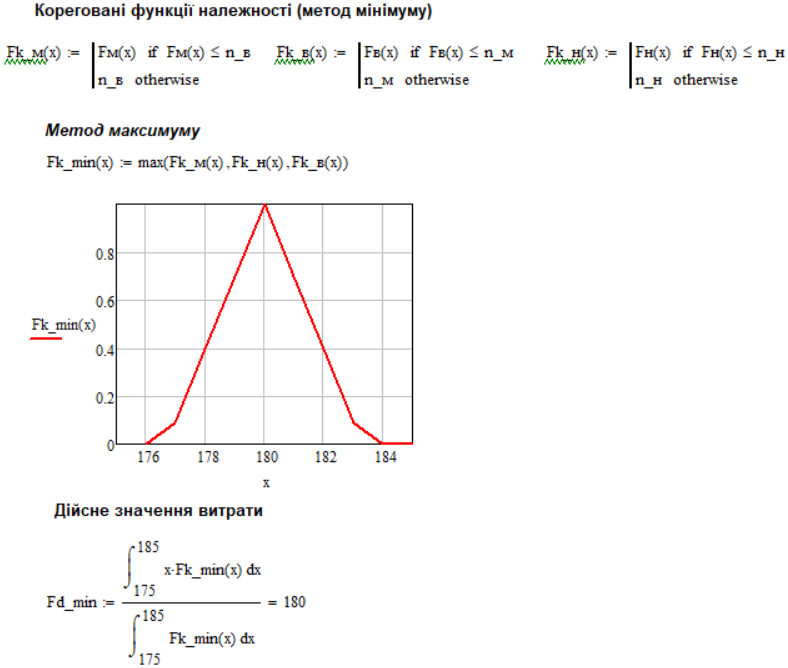 Кореговані функції належності (метод мінімуму)
Fk_м(x) := Fм(x) if Fм(x) ≤ n_в Fk_в(x) := Fв(x) if Fв(x) ≤ n_м Fk_н(x) := Fн(x) if Fн(x) ≤ n_н
n_в otherwise n_м otherwise n_н otherwise
Метод максимуму
Fk_min(x) := max(Fk_м(x), Fk_н(x), Fk_в(x))
0.8
0.6
Fk_min(x)
0.4
0.2
0
176 178 180 182 184
x
Дійсне значення витрати
185
∫ x·Fk_min(x) dx
175
Fd_min := = 180
185
∫ Fk_min(x) dx
175